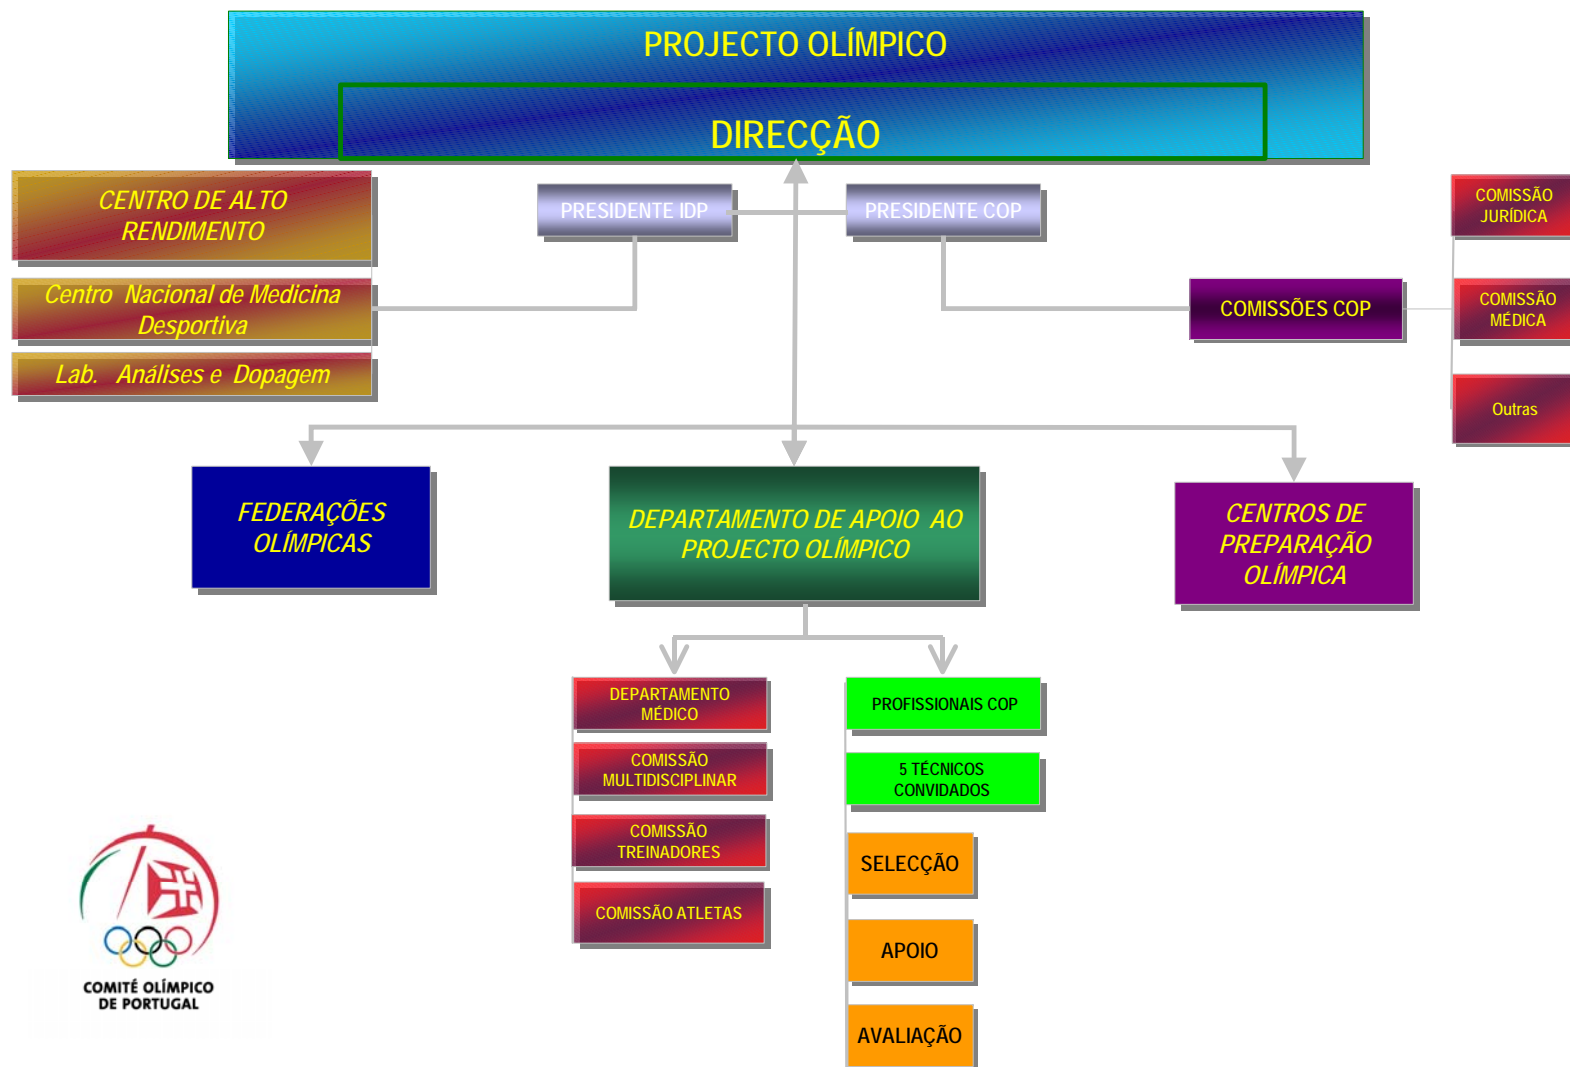 PROJECTO OLÍMPICO
DIRECÇÃO
CENTRO DE ALTO
RENDIMENTO
Centro Nacional de Medicina
Desportiva
Lab. Análises e Dopagem
PRESIDENTE IDP
PRESIDENTE COP
COMISSÕES COP
COMISSÃO
JURÍDICA
COMISSÃO
MÉDICA
Outras
FEDERAÇÕES
OLÍMPICAS
DEPARTAMENTO DE APOIO AO
PROJECTO OLÍMPICO
CENTROS DE
PREPARAÇÃO
OLÍMPICA
DEPARTAMENTO
MÉDICO
COMISSÃO
MULTIDISCIPLINAR
COMISSÃO
TREINADORES
COMISSÃO ATLETAS
PROFISSIONAIS COP
5 TÉCNICOS
CONVIDADOS
SELECÇÃO
APOIO
AVALIAÇÃO
COMITÉ OLÍMPICO
DE PORTUGAL